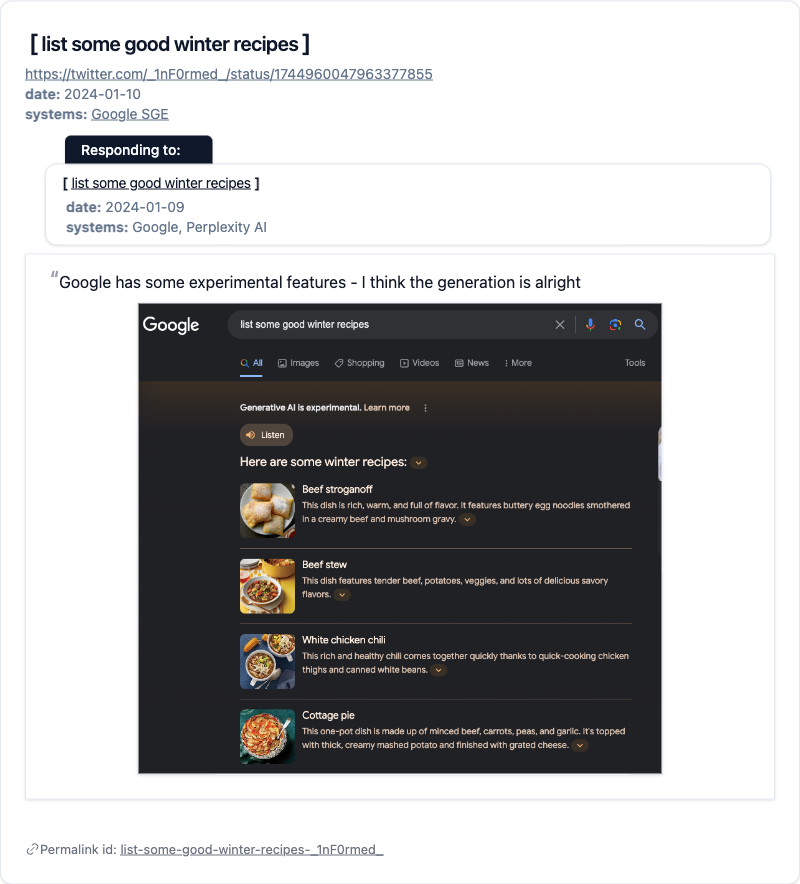 [ list some good winter recipes ]
https://twitter.com/_1nF0rmed_/status/1744960047963377855
date: 2024-01-10
systems: Google SGE
Responding to:
[ list some good winter recipes ]
date: 2024-01-09
systems: Google, Perplexity AI
“Google has some experimental features - I think the generation is alright
Google list some good winter recipes
All Images Shopping Videos News More Tools
Generative AI is experimental. Learn more
Listen
Here are some winter recipes:
Beef stroganoff
This dish is rich, warm, and full of flavor. It features buttery egg noodles smothered
in a creamy beef and mushroom gravy.
Beef stew
This dish features tender beef, potatoes, veggies, and lots of delicious savory
flavors.
White chicken chili
This rich and healthy chili comes together quickly thanks to quick-cooking chicken
thighs and canned white beans.
Cottage pie
This one-pot dish is made up of minced beef, carrots, peas, and garlic. It's topped
with thick, creamy mashed potato and finished with grated cheese.
Permalink id: list-some-good-winter-recipes-_1nF0rmed_